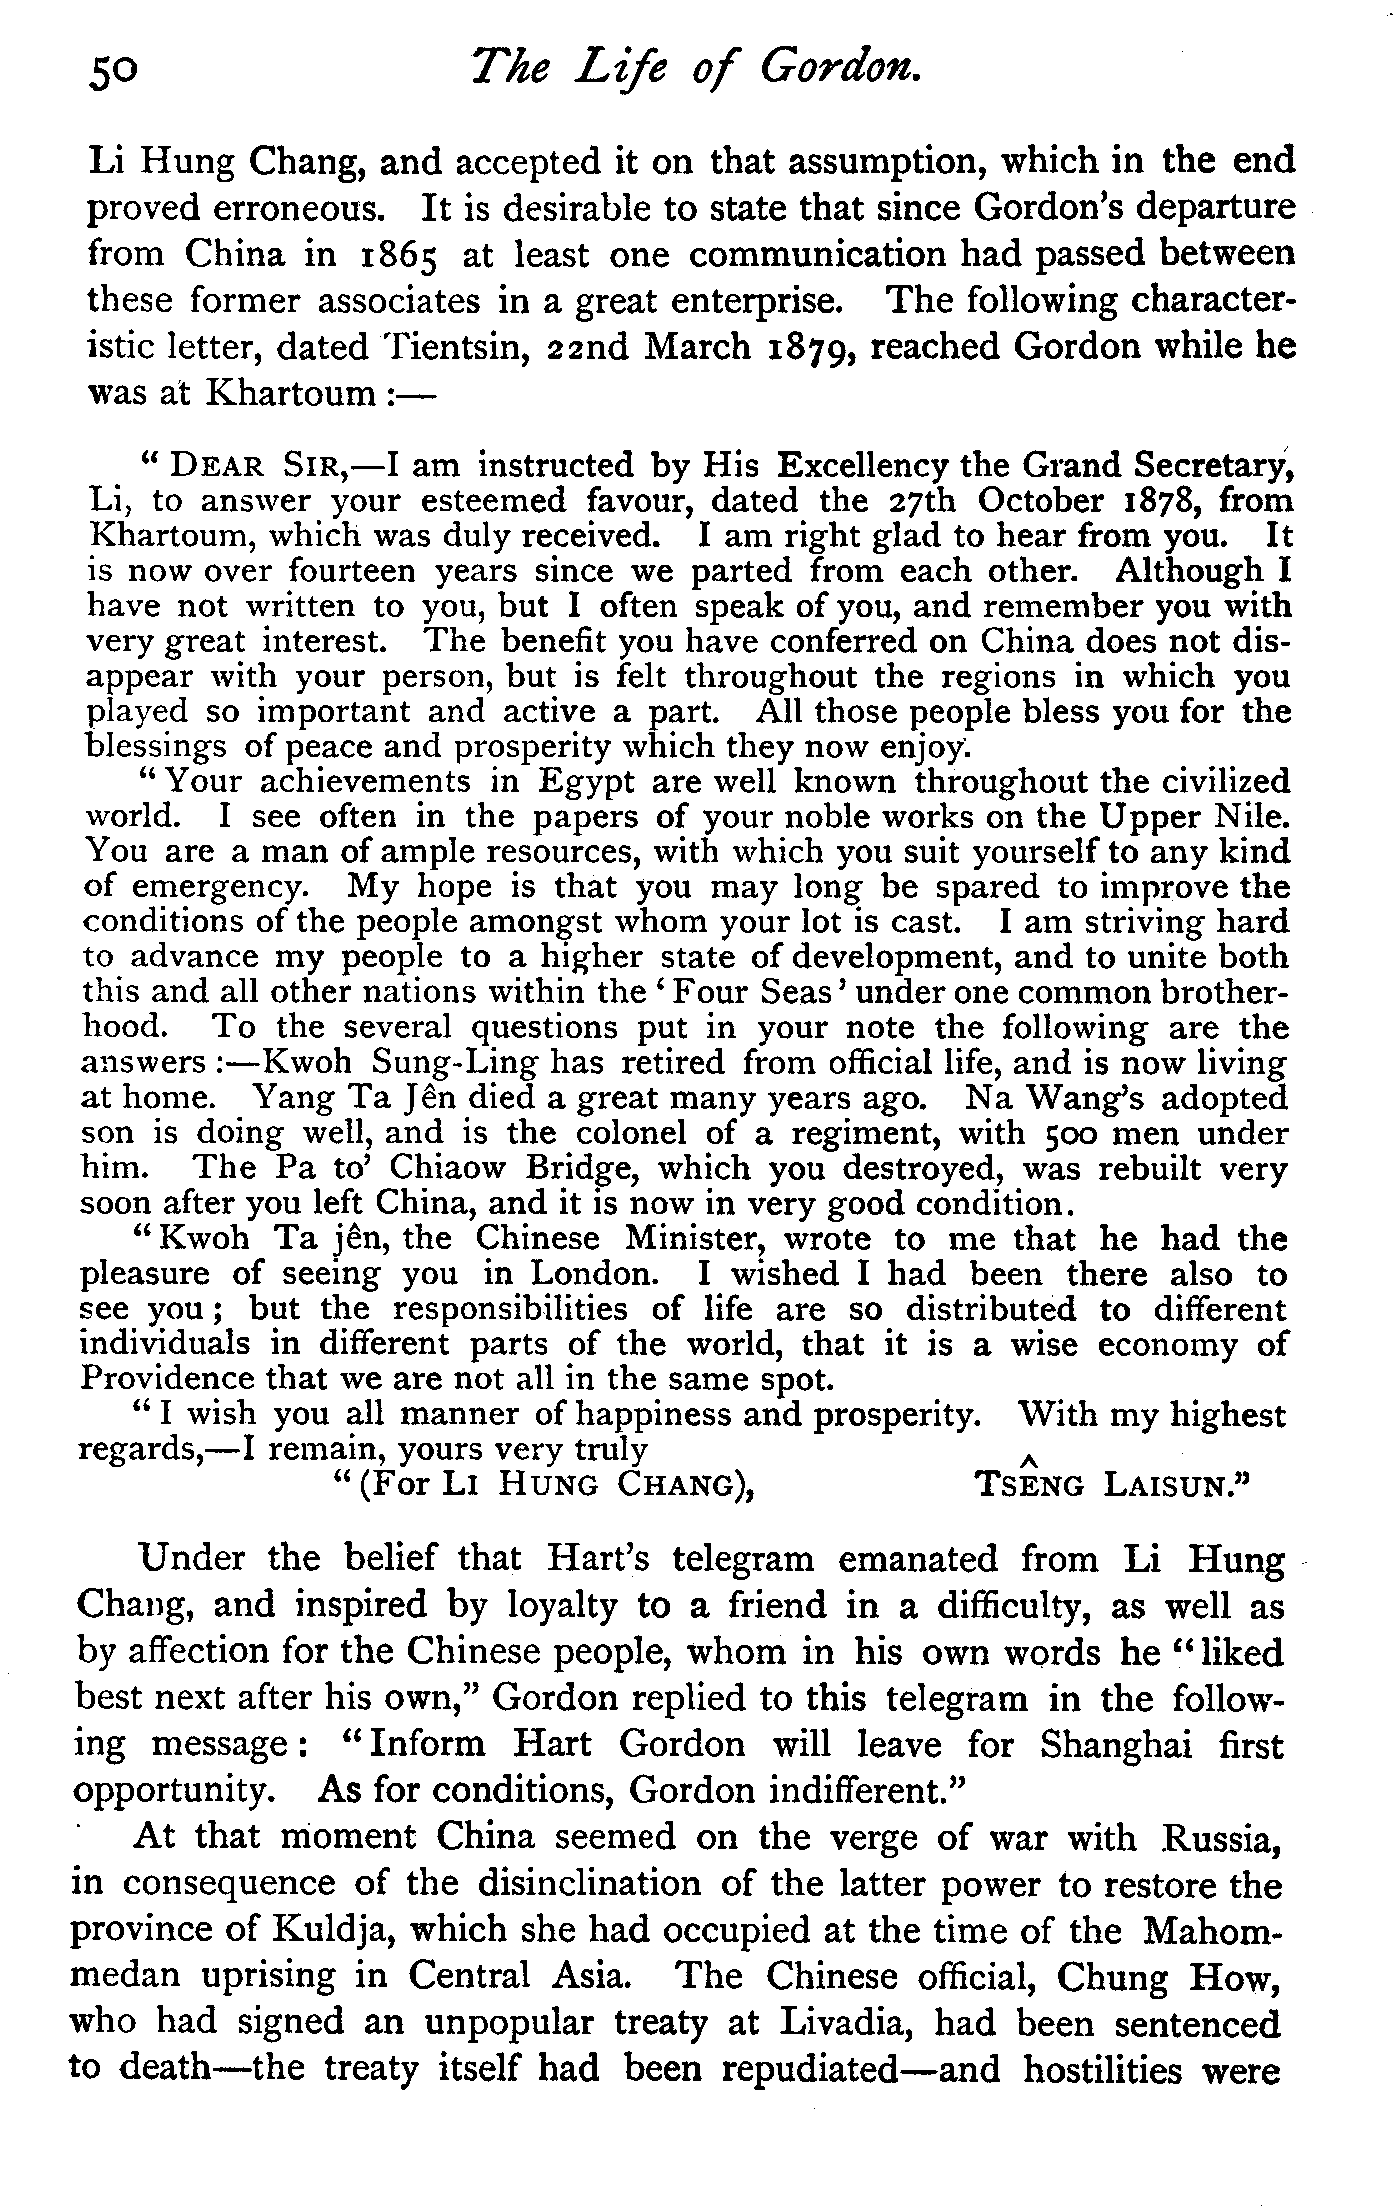 50 The Life of Gordon.
Li Hung Chang, and accepted it on that assumption, which in the end
proved erroneous. It is desirable to state that since Gordon's departure
from China in 1865 at least one communication had passed between
these former associates in a great enterprise. The following character-
istic letter, dated Tientsin, 22nd March 1879, reached Gordon while he
was at Khartoum :—
“ DEAR SIR,—I am instructed by His Excellency the Grand Secretary,
Li, to answer your esteemed favour, dated the 27th October 1878, from
Khartoum, which was duly received. I am right glad to hear from you. It
is now over fourteen years since we parted from each other. Although I
have not written to you, but I often speak of you, and remember you with
very great interest. The benefit you have conferred on China does not dis-
appear with your person, but is felt throughout the regions in which you
played so important and active a part. All those people bless you for the
blessings of peace and prosperity which they now enjoy.
“ Your achievements in Egypt are well known throughout the civilized
world. I see often in the papers of your noble works on the Upper Nile.
You are a man of ample resources, with which you suit yourself to any kind
of emergency. My hope is that you may long be spared to improve the
conditions of the people amongst whom your lot is cast. I am striving hard
to advance my people to a higher state of development, and to unite both
this and all other nations within the ‘ Four Seas ’ under one common brother-
hood. To the several questions put in your note the following are the
answers :—Kwoh Sung-Ling has retired from official life, and is now living
at home. Yang Ta Jên died a great many years ago. Na Wang's adopted
son is doing well, and is the colonel of a regiment, with 500 men under
him. The Pa to’ Chiaow Bridge, which you destroyed, was rebuilt very
soon after you left China, and it is now in very good condition.
“ Kwoh Ta jên, the Chinese Minister, wrote to me that he had the
pleasure of seeing you in London. I wished I had been there also to
see you ; but the responsibilities of life are so distributed to different
individuals in different parts of the world, that it is a wise economy of
Providence that we are not all in the same spot.
“ I wish you all manner of happiness and prosperity. With my highest
regards,—I remain, yours very truly
“ (For LI HUNG CHANG), TSÊNG LAISUN.”
Under the belief that Hart's telegram emanated from Li Hung
Chang, and inspired by loyalty to a friend in a difficulty, as well as
by affection for the Chinese people, whom in his own words he “ liked
best next after his own,” Gordon replied to this telegram in the follow-
ing message : “ Inform Hart Gordon will leave for Shanghai first
opportunity. As for conditions, Gordon indifferent.”
At that moment China seemed on the verge of war with Russia,
in consequence of the disinclination of the latter power to restore the
province of Kuldja, which she had occupied at the time of the Mahom-
medan uprising in Central Asia. The Chinese official, Chung How,
who had signed an unpopular treaty at Livadia, had been sentenced
to death—the treaty itself had been repudiated—and hostilities were